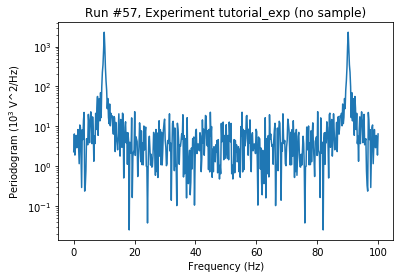 Run #57, Experiment tutorial_exp (no sample)
Periodogram (10³ V^2/Hz)
10³
10²
10¹
10⁰
10⁻¹
0 20 40 60 80 100
Frequency (Hz)